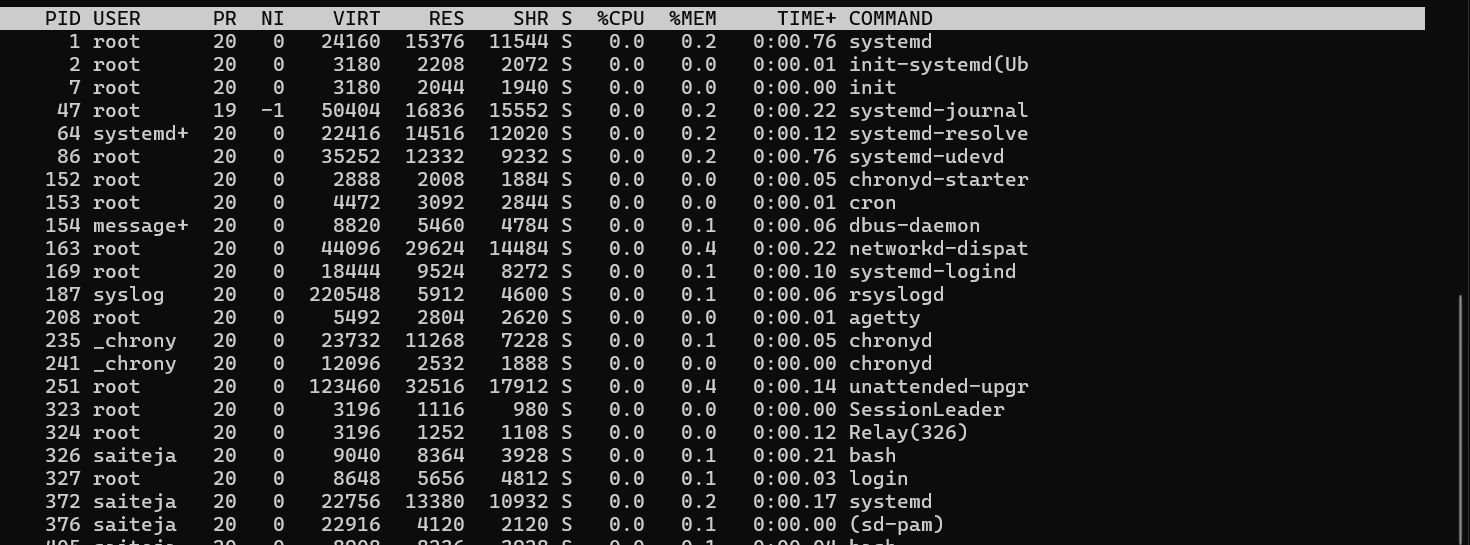 PID USER PR NI VIRT RES SHR S %CPU %MEM TIME+ COMMAND
1 root 20 0 24160 15376 11544 S 0.0 0.2 0:00.76 systemd
2 root 20 0 3180 2208 2072 S 0.0 0.0 0:00.01 init-systemd(Ub
7 root 20 0 3180 2044 1940 S 0.0 0.0 0:00.00 init
47 root 19 -1 50404 16836 15552 S 0.0 0.2 0:00.22 systemd-journal
64 systemd+ 20 0 22416 14516 12020 S 0.0 0.2 0:00.12 systemd-resolve
86 root 20 0 35252 12332 9232 S 0.0 0.2 0:00.76 systemd-udevd
152 root 20 0 2888 2008 1884 S 0.0 0.0 0:00.05 chronyd-starter
153 root 20 0 4472 3092 2844 S 0.0 0.0 0:00.01 cron
154 message+ 20 0 8820 5460 4784 S 0.0 0.1 0:00.06 dbus-daemon
163 root 20 0 44096 29624 14484 S 0.0 0.4 0:00.22 networkd-dispat
169 root 20 0 18444 9524 8272 S 0.0 0.1 0:00.10 systemd-logind
187 syslog 20 0 220548 5912 4600 S 0.0 0.1 0:00.06 rsyslogd
208 root 20 0 5492 2804 2620 S 0.0 0.0 0:00.01 agetty
235 _chrony 20 0 23732 11268 7228 S 0.0 0.1 0:00.05 chronyd
241 _chrony 20 0 12096 2532 1888 S 0.0 0.0 0:00.00 chronyd
251 root 20 0 123460 32516 17912 S 0.0 0.4 0:00.14 unattended-upgr
323 root 20 0 3196 1116 980 S 0.0 0.0 0:00.00 SessionLeader
324 root 20 0 3196 1252 1108 S 0.0 0.0 0:00.12 Relay(326)
326 saiteja 20 0 9040 8364 3928 S 0.0 0.1 0:00.21 bash
327 root 20 0 8648 5656 4812 S 0.0 0.1 0:00.03 login
372 saiteja 20 0 22756 13380 10932 S 0.0 0.2 0:00.17 systemd
376 saiteja 20 0 22916 4120 2120 S 0.0 0.1 0:00.00 (sd-pam)